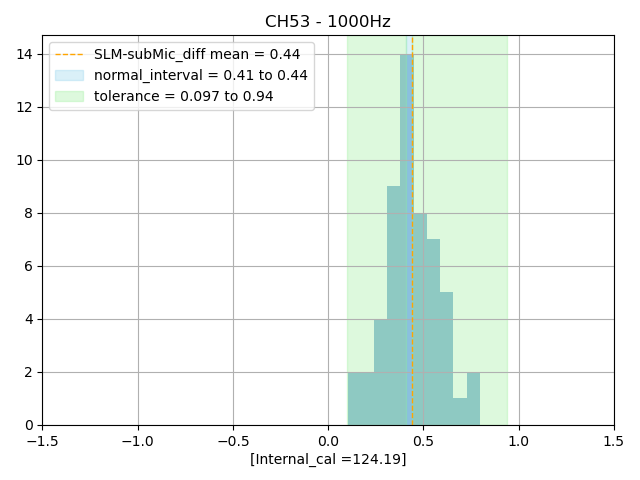 CH53 - 1000Hz
SLM-subMic_diff mean = 0.44
normal_interval = 0.41 to 0.44
tolerance = 0.097 to 0.94
14
12
10
8
6
4
2
0
−1.5 −1.0 −0.5 0.0 0.5 1.0 1.5
[Internal_cal =124.19]